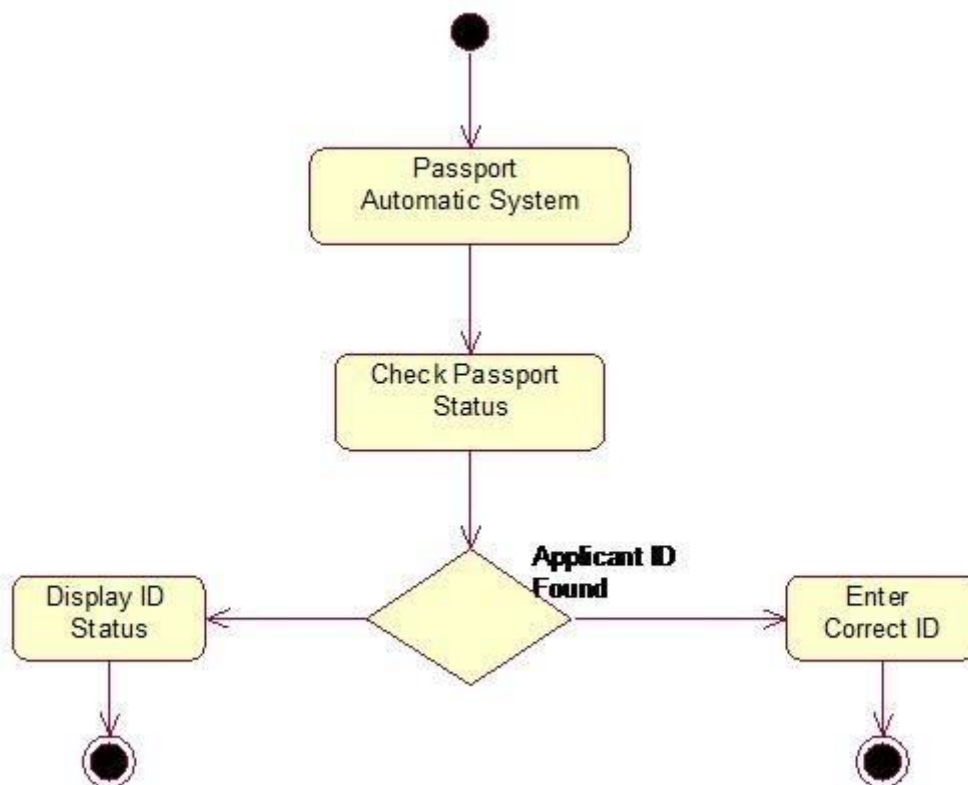 Passport
Automatic System
Check Passport
Status
Applicant ID
Found
Display ID
Status
Enter
Correct ID